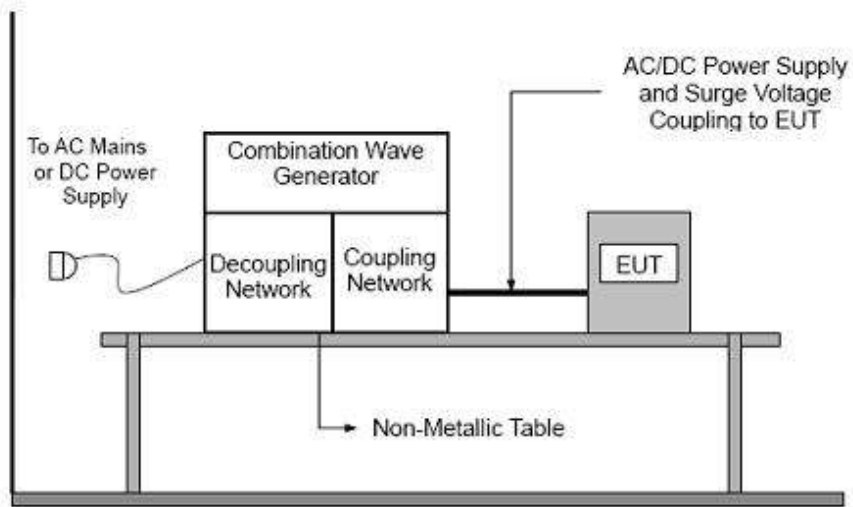 AC/DC Power Supply
and Surge Voltage
Coupling to EUT
To AC Mains
or DC Power
Supply
Combination Wave
Generator
Decoupling
Network
Coupling
Network
EUT
Non-Metallic Table